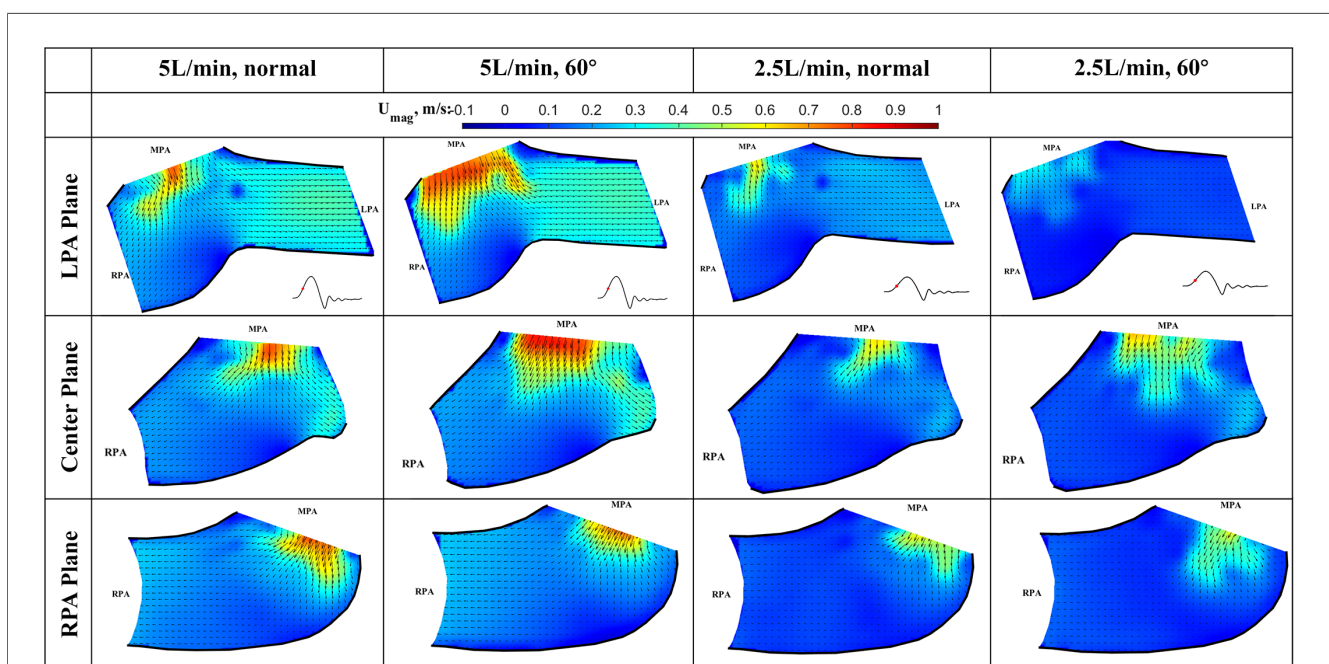 5L/min, normal 5L/min, 60° 2.5L/min, normal 2.5L/min, 60°
U_mag, m/s: -0.1 0 0.1 0.2 0.3 0.4 0.5 0.6 0.7 0.8 0.9 1
LPA Plane
MPA
LPA
RPA
MPA
LPA
RPA
MPA
LPA
RPA
MPA
LPA
RPA
Center Plane
MPA
RPA
MPA
RPA
MPA
RPA
MPA
RPA
RPA Plane
MPA
RPA
MPA
RPA
MPA
RPA
MPA
RPA